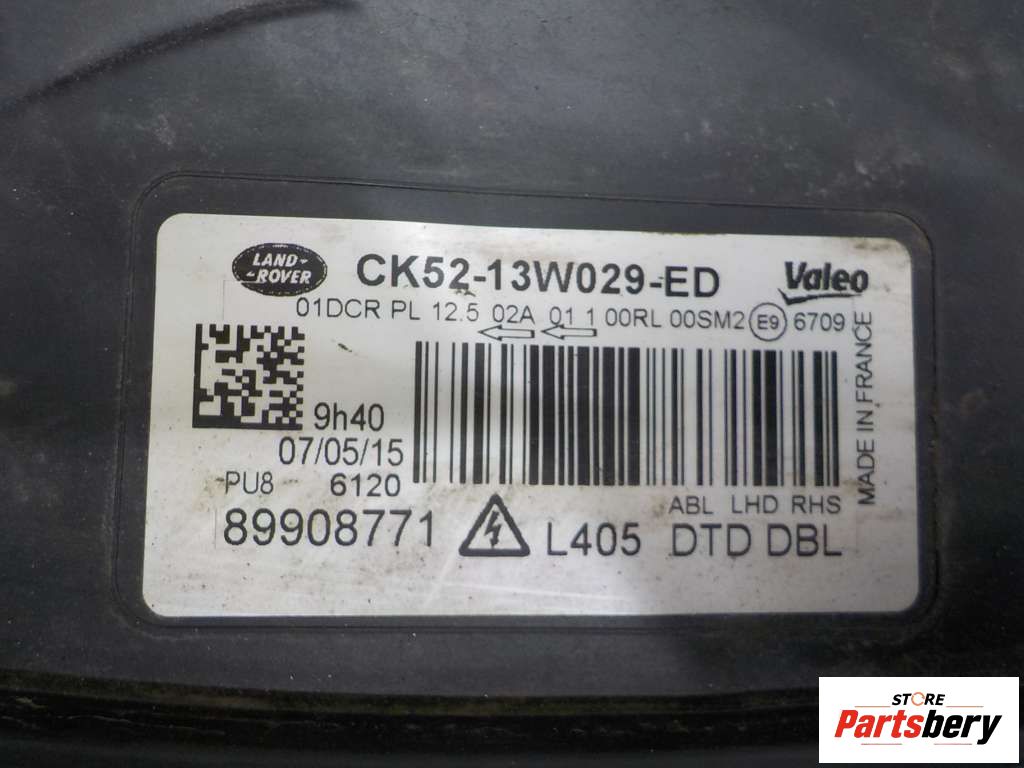 LAND-
-ROVER
CK52-13W029-ED
Valeo
01DCR PL 12.5 02A 01 1 00RL 00SM2 E9 6709
MADE IN FRANCE
9h40
07/05/15
PU8 6120
ABL LHD RHS
89908771
L405 DTD DBL
STORE
Partsbery